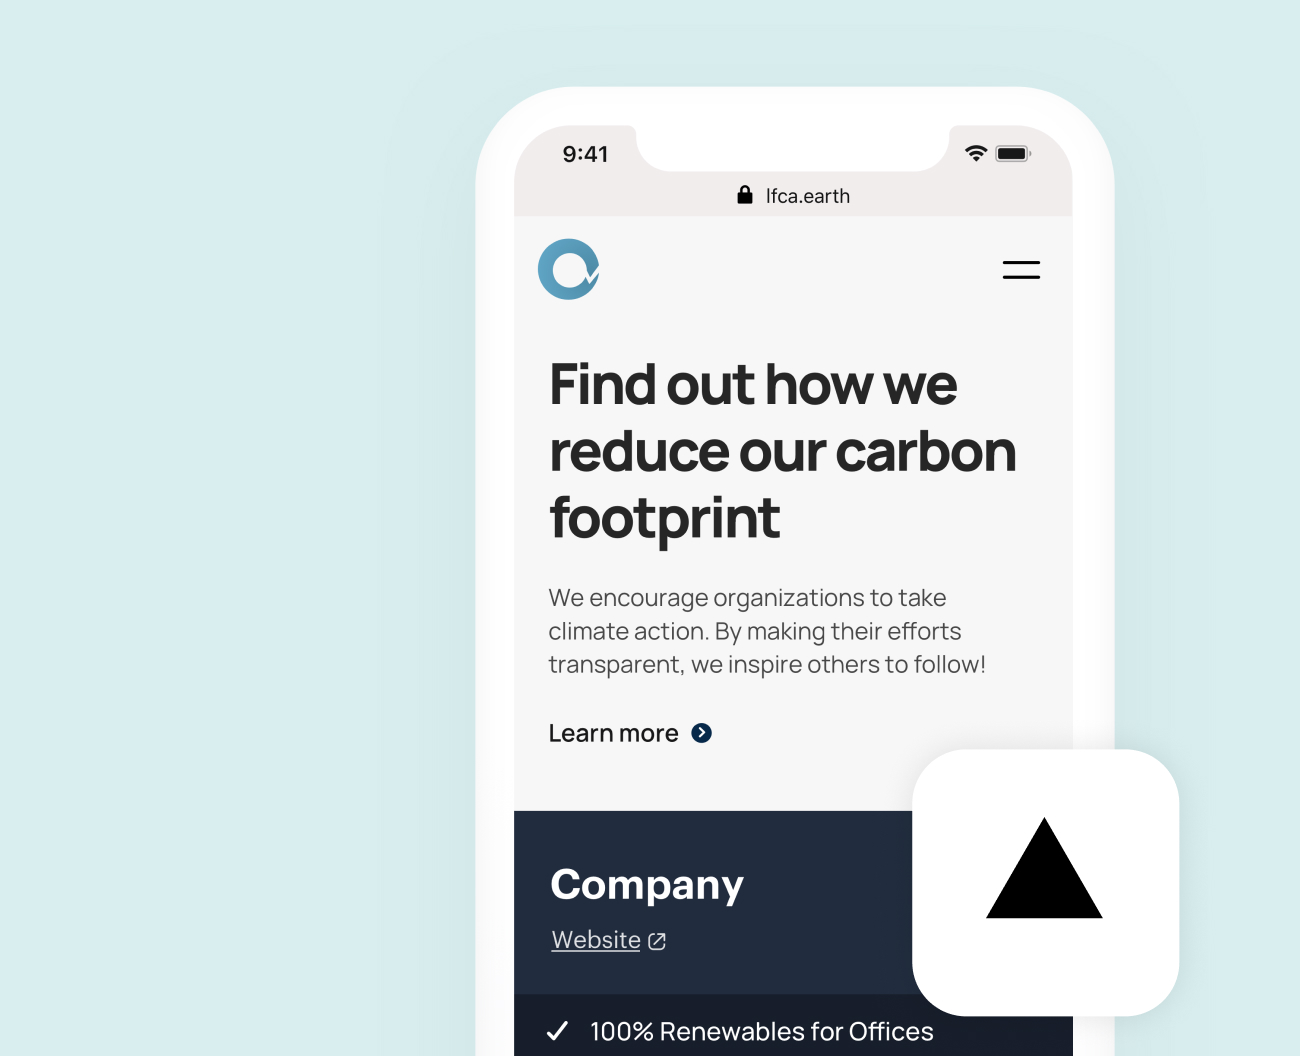 9:41
lfca.earth
Find out how we
reduce our carbon
footprint
We encourage organizations to take
climate action. By making their efforts
transparent, we inspire others to follow!
Learn more
Company
Website
100% Renewables for Offices